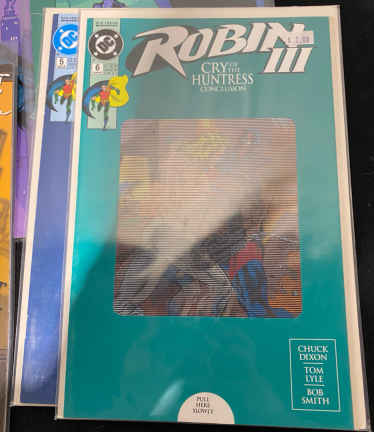 DC
5
DC
6
ROBIN III
CRY OF THE
HUNTRESS
CONCLUSION
CHUCK
DIXON
TOM
LYLE
BOB
SMITH
PULL
HERE
SLOWLY